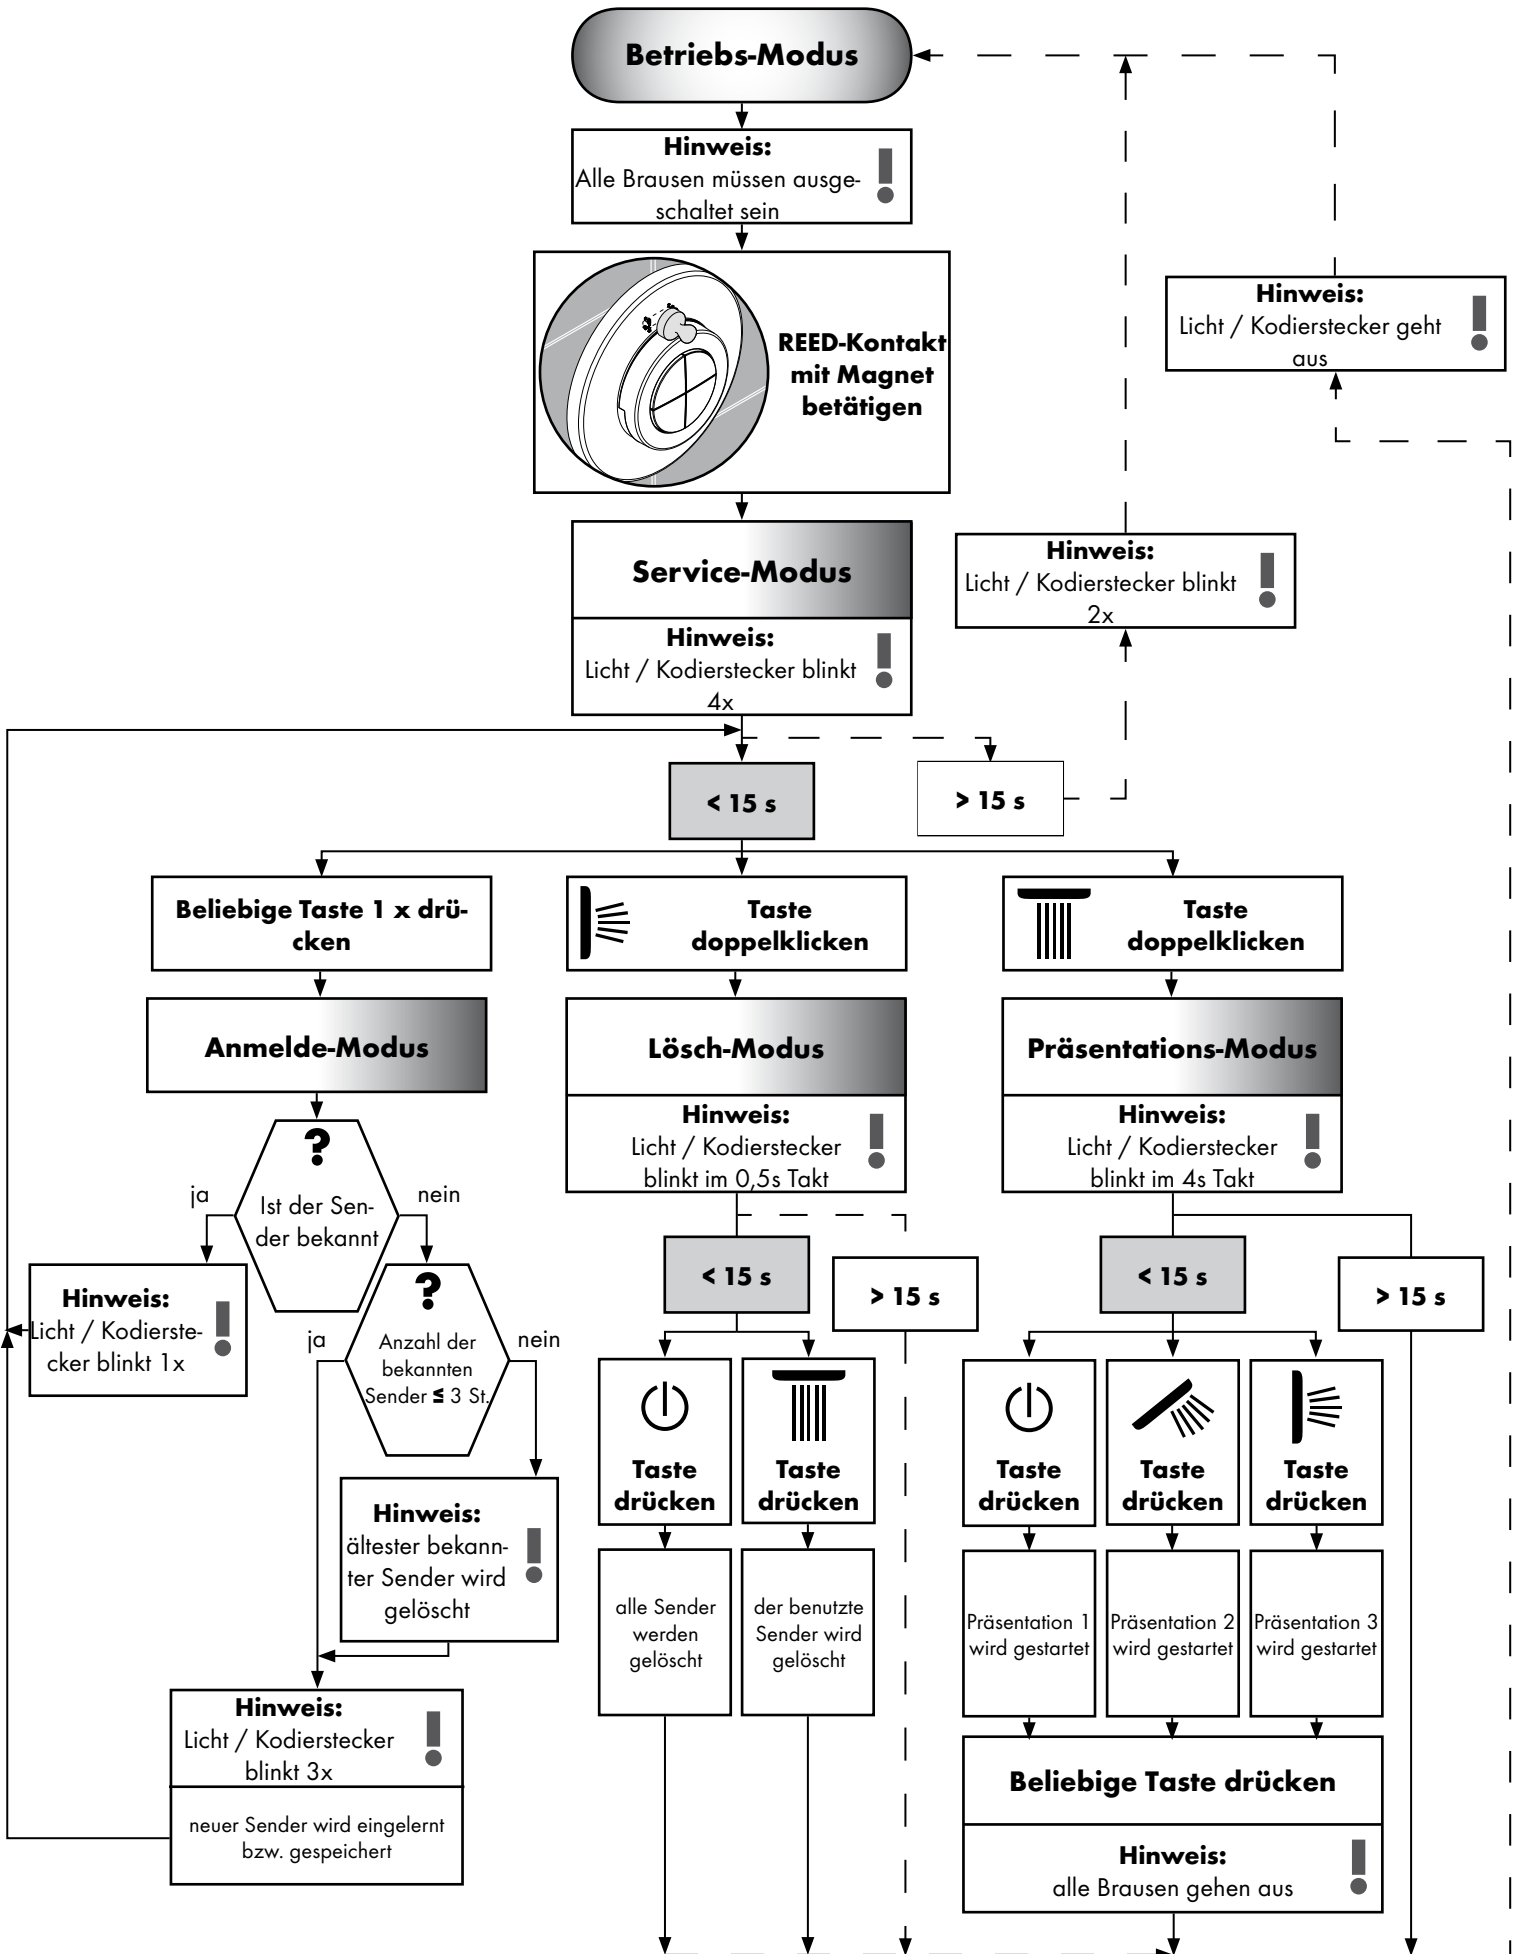 Betriebs-Modus
Hinweis:
Alle Brausen müssen ausge-
schaltet sein
REED-Kontakt
mit Magnet
betätigen
Hinweis:
Licht / Kodierstecker geht
aus
Service-Modus
Hinweis:
Licht / Kodierstecker blinkt
4x
Hinweis:
Licht / Kodierstecker blinkt
2x
< 15 s
> 15 s
Beliebige Taste 1 x drü-
cken
Taste
doppelklicken
Taste
doppelklicken
Anmelde-Modus
Lösch-Modus
Hinweis:
Licht / Kodierstecker
blinkt im 0,5s Takt
Präsentations-Modus
Hinweis:
Licht / Kodierstecker
blinkt im 4s Takt
?
Ist der Sen-
der bekannt
ja
nein
Hinweis:
Licht / Kodierste-
cker blinkt 1x
?
Anzahl der
bekannten
Sender ≤ 3 St.
ja
nein
Hinweis:
ältester bekann-
ter Sender wird
gelöscht
Hinweis:
Licht / Kodierstecker
blinkt 3x
neuer Sender wird eingelernt
bzw. gespeichert
< 15 s
> 15 s
Taste
drücken
Taste
drücken
alle Sender
werden
gelöscht
der benutzte
Sender wird
gelöscht
< 15 s
> 15 s
Taste
drücken
Taste
drücken
Taste
drücken
Präsentation 1
wird gestartet
Präsentation 2
wird gestartet
Präsentation 3
wird gestartet
Beliebige Taste drücken
Hinweis:
alle Brausen gehen aus